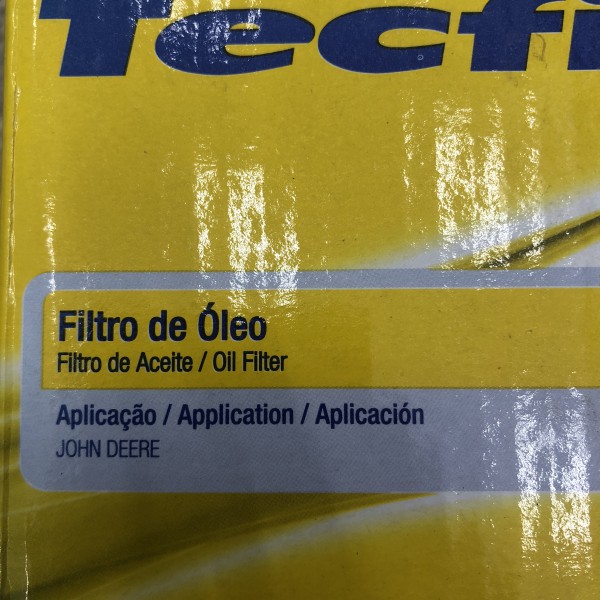 Tecfi
Filtro de Óleo
Filtro de Aceite / Oil Filter
Aplicação / Application / Aplicación
JOHN DEERE